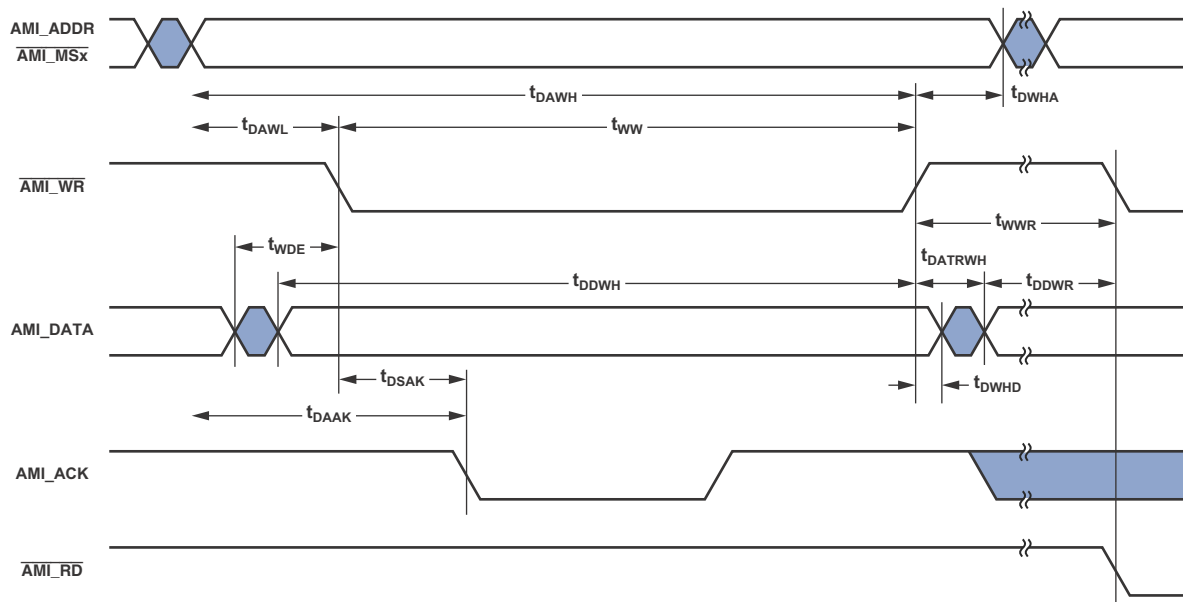 AMI_ADDR
AMI_MSx
tDAWH
tDWHA
tDAWL
tWW
AMI_WR
tWWR
tWDE
tDATRWH
tDDWH
tDDWR
AMI_DATA
tDSAK
tDWHD
tDAAK
AMI_ACK
AMI_RD